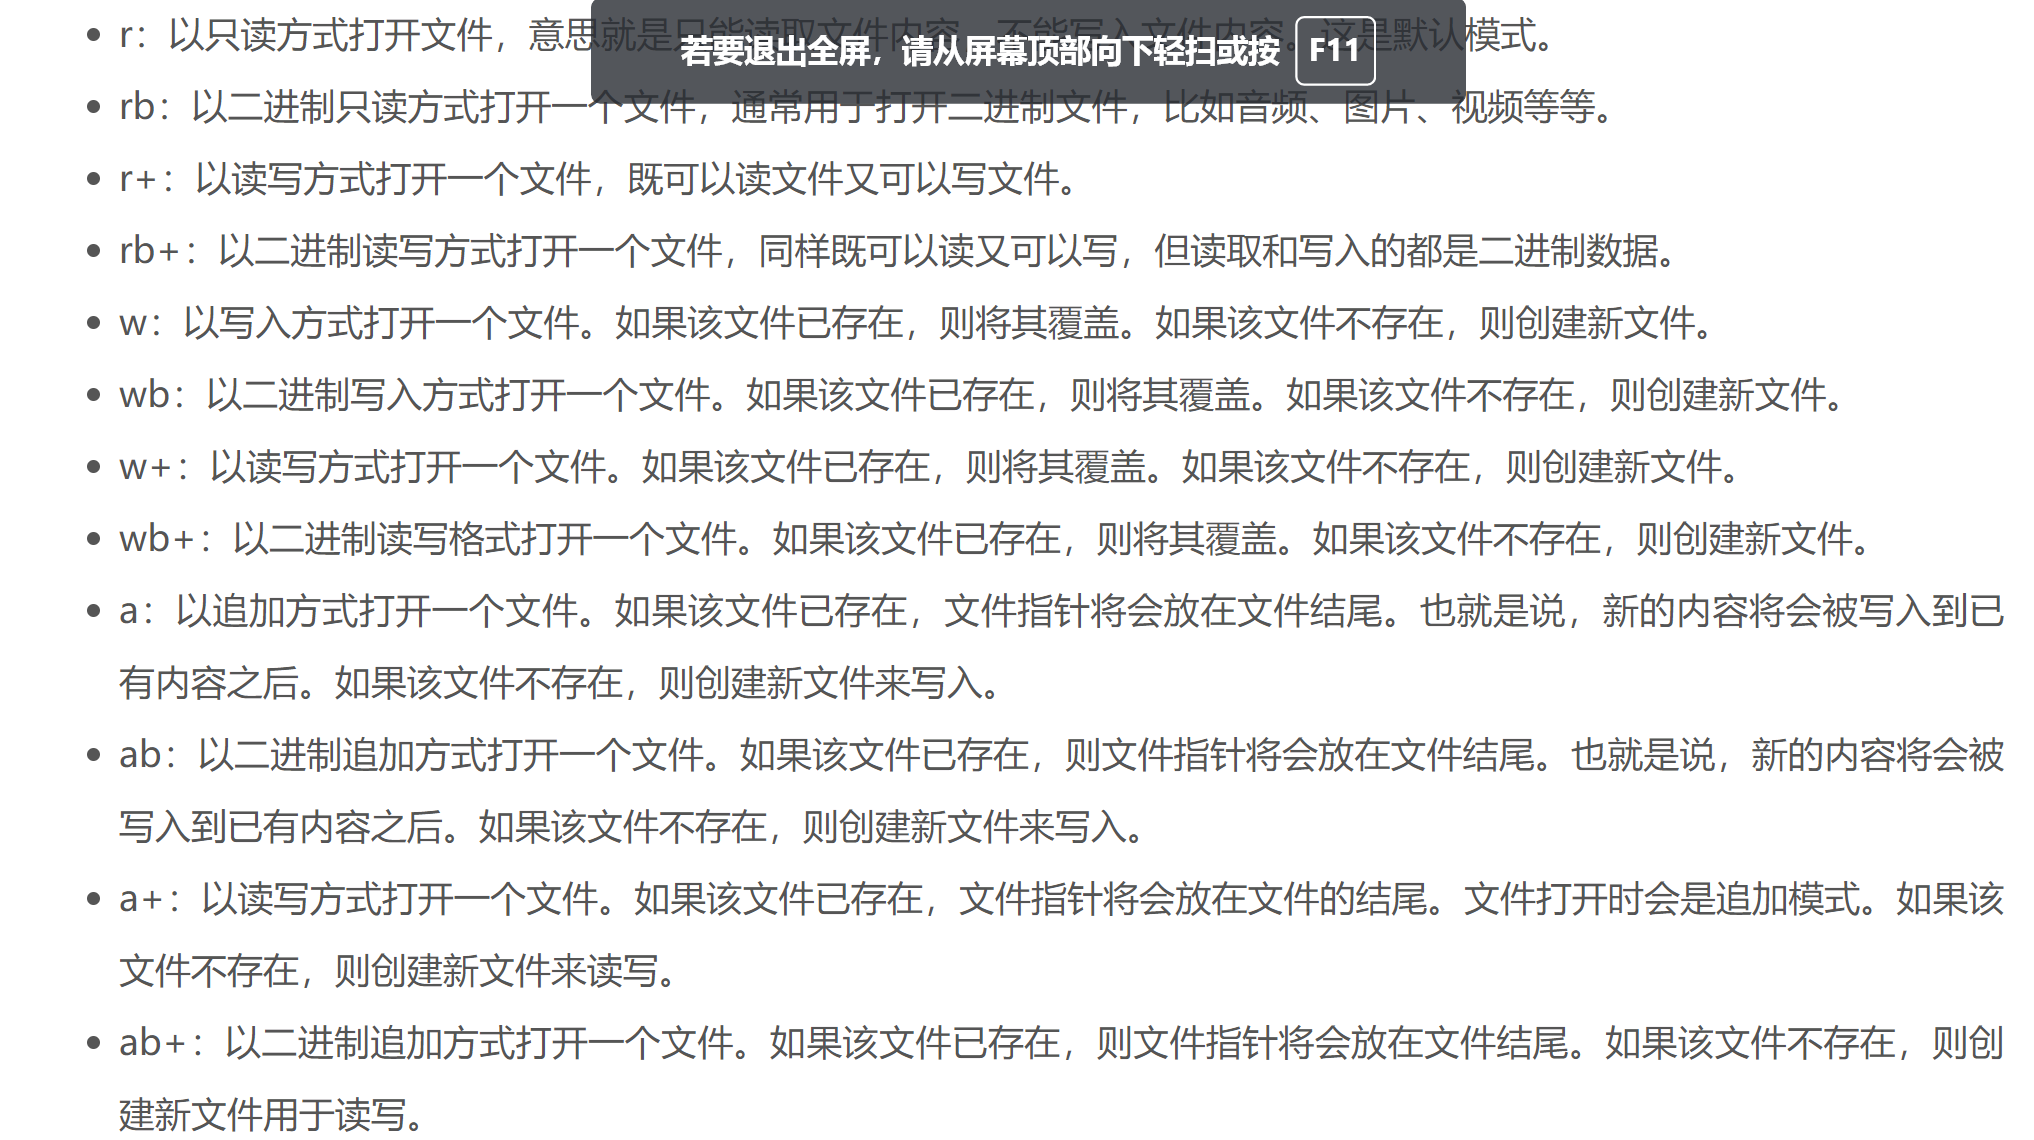 r：以只读方式打开文件，意思就是只能读取文件内容，不能写入文件内容。这是默认模式。
若要退出全屏，请从屏幕顶部向下轻扫或按 F11
rb：以二进制只读方式打开一个文件，通常用于打开二进制文件，比如音频、图片、视频等等。
r+：以读写方式打开一个文件，既可以读文件又可以写文件。
rb+：以二进制读写方式打开一个文件，同样既可以读又可以写，但读取和写入的都是二进制数据。
w：以写入方式打开一个文件。如果该文件已存在，则将其覆盖。如果该文件不存在，则创建新文件。
wb：以二进制写入方式打开一个文件。如果该文件已存在，则将其覆盖。如果该文件不存在，则创建新文件。
w+：以读写方式打开一个文件。如果该文件已存在，则将其覆盖。如果该文件不存在，则创建新文件。
wb+：以二进制读写格式打开一个文件。如果该文件已存在，则将其覆盖。如果该文件不存在，则创建新文件。
a：以追加方式打开一个文件。如果该文件已存在，文件指针将会放在文件结尾。也就是说，新的内容将会被写入到已
有内容之后。如果该文件不存在，则创建新文件来写入。
ab：以二进制追加方式打开一个文件。如果该文件已存在，则文件指针将会放在文件结尾。也就是说，新的内容将会被
写入到已有内容之后。如果该文件不存在，则创建新文件来写入。
a+：以读写方式打开一个文件。如果该文件已存在，文件指针将会放在文件的结尾。文件打开时会是追加模式。如果该
文件不存在，则创建新文件来读写。
ab+：以二进制追加方式打开一个文件。如果该文件已存在，则文件指针将会放在文件结尾。如果该文件不存在，则创
建新文件用于读写。